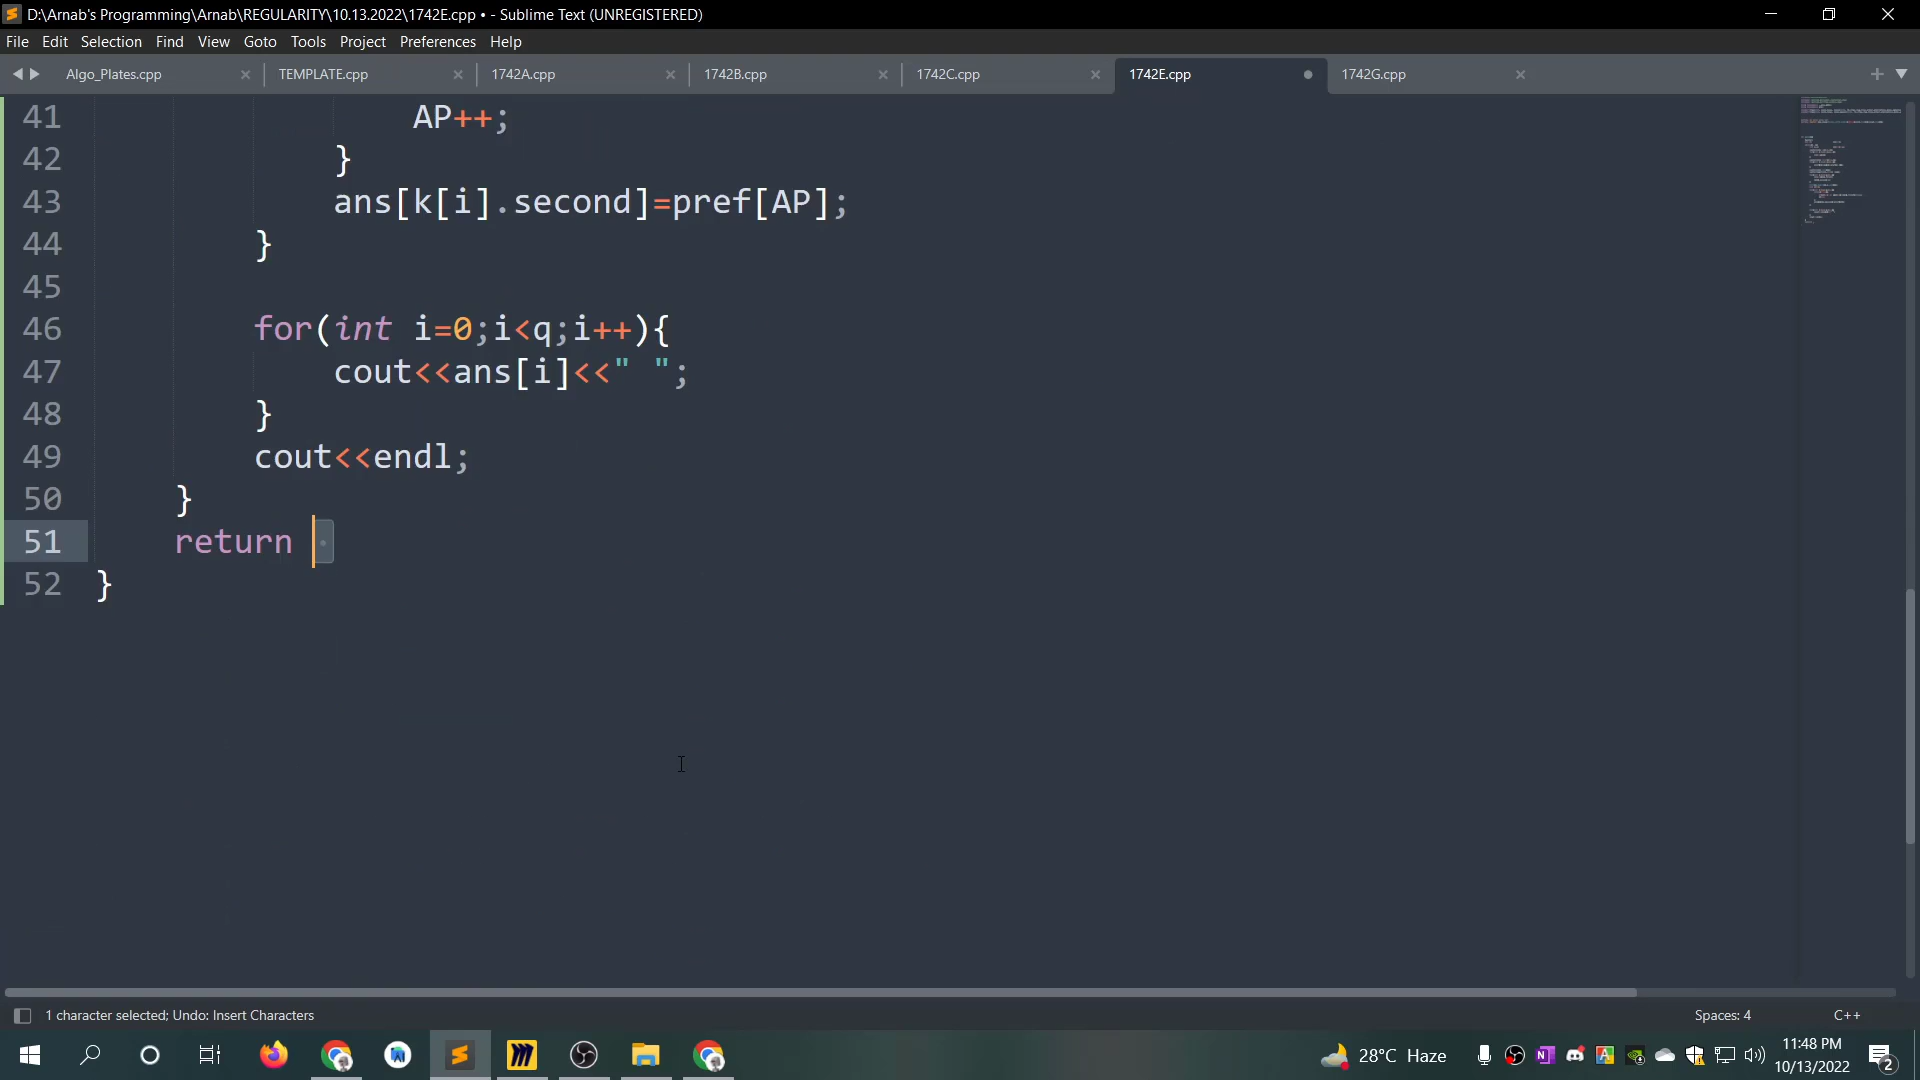 D:\Arnab's Programming\Arnab\REGULARITY\10.13.2022\1742E.cpp • - Sublime Text (UNREGISTERED)
File Edit Selection Find View Goto Tools Project Preferences Help
Algo_Plates.cpp TEMPLATE.cpp 1742A.cpp 1742B.cpp 1742C.cpp 1742E.cpp 1742G.cpp
41 AP++;
42 }
43 ans[k[i].second]=pref[AP];
44 }
45
46 for(int i=0;i<q;i++){
47 cout<<ans[i]<<" ";
48 }
49 cout<<endl;
50 }
51 return
52 }
1 character selected; Undo: Insert Characters Spaces: 4 C++
28°C Haze 11:48 PM
10/13/2022 2